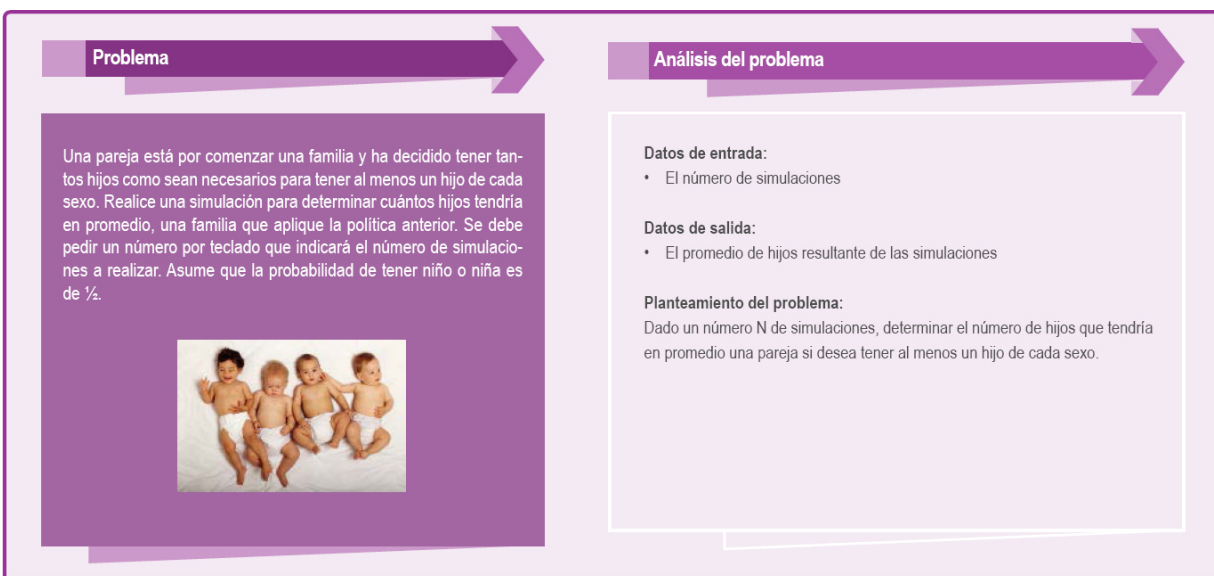 Problema
Una pareja está por comenzar una familia y ha decidido tener tan-
tos hijos como sean necesarios para tener al menos un hijo de cada
sexo. Realice una simulación para determinar cuántos hijos tendría
en promedio, una familia que aplique la política anterior. Se debe
pedir un número por teclado que indicará el número de simulacio-
nes a realizar. Asume que la probabilidad de tener niño o niña es
de ½.
Análisis del problema
Datos de entrada:
• El número de simulaciones
Datos de salida:
• El promedio de hijos resultante de las simulaciones
Planteamiento del problema:
Dado un número N de simulaciones, determinar el número de hijos que tendría
en promedio una pareja si desea tener al menos un hijo de cada sexo.